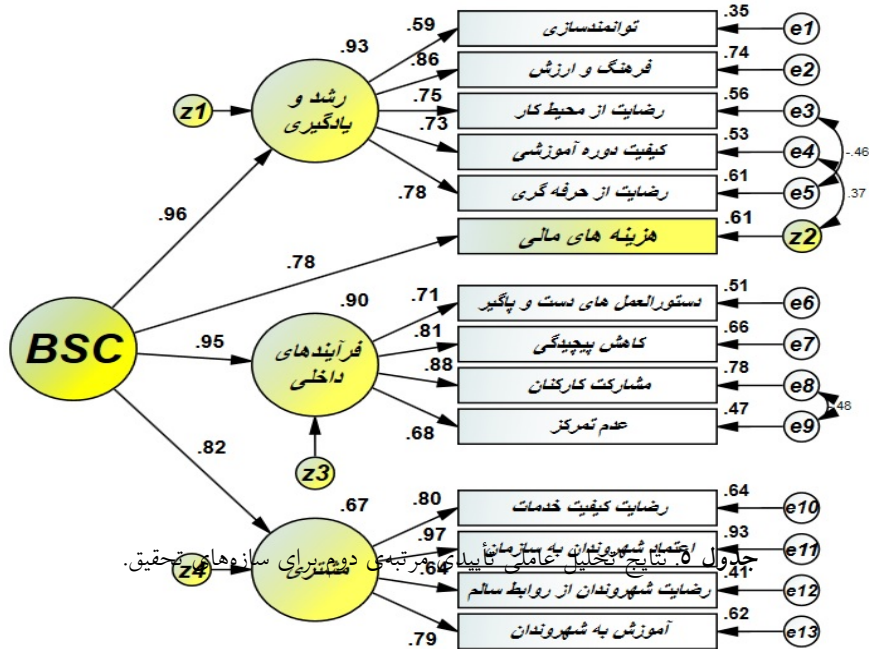 .59 توانمندسازی .35 e1
.86 فرهنگ و ارزش .74 e2
.93
.75 رضایت از محیط کار .56 e3
z1 رشد و
یادگیری
.73 کیفیت دوره آموزشی .53 e4
-.46
.78 رضایت از حرفه گری .61 e5
.37
.96
.78 هزینه های مالی .61 z2
.71 دستورالعمل های دست و پاگیر .51 e6
.90
.81 کاهش پیچیدگی .66 e7
BSC
.95
فرآیندهای
داخلی
.88 مشارکت کارکنان .78 e8
.48
.68 عدم تمرکز .47 e9
.82
z3
.80 رضایت کیفیت خدمات .64 e10
.67
.97 اعتماد شهروندان به سازمان .93 e11
جدول ۵. نتایج تحلیل عاملی تأییدی مرتبه‌ی دوم برای سازه‌های تحقیق.
z4 مشتری
.64 رضایت شهروندان از روابط سالم .41 e12
.79 آموزش به شهروندان .62 e13